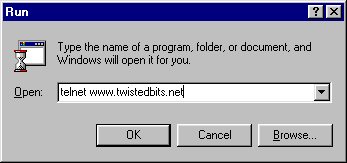 Run
Type the name of a program, folder, or document, and
Windows will open it for you.
Open: telnet www.twistedbits.net
OK Cancel Browse...